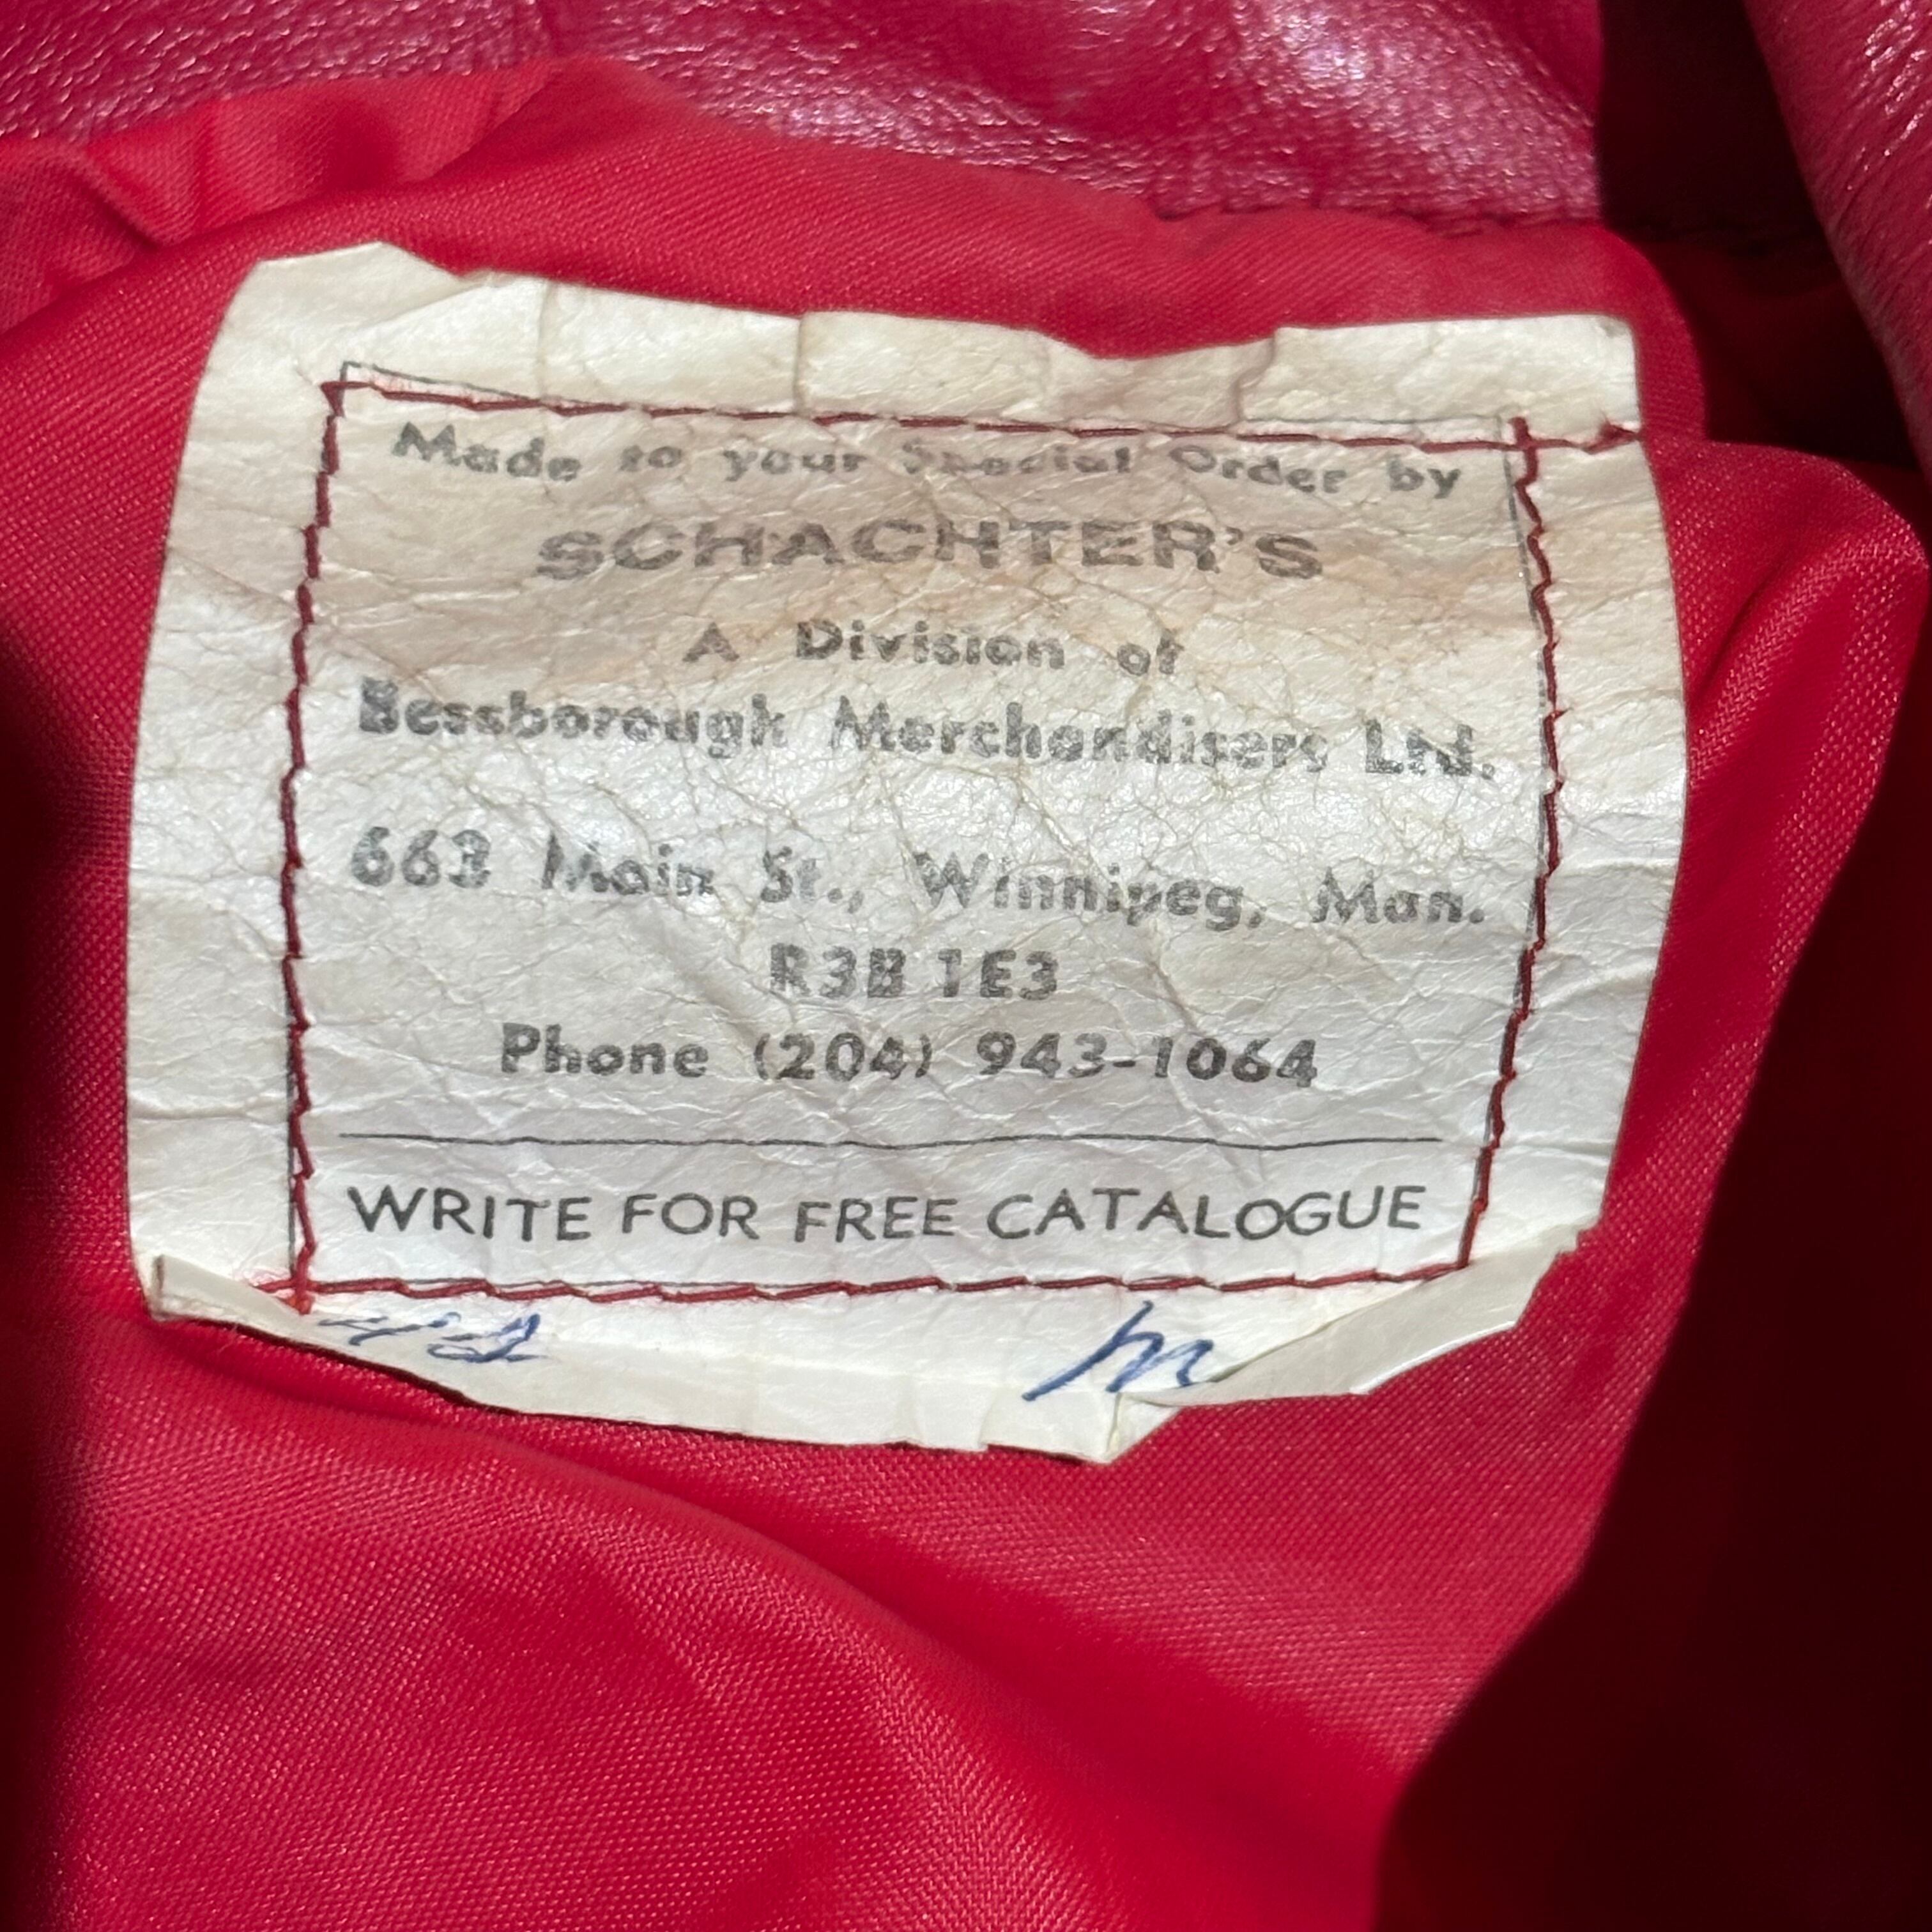 Made to your Special Order by
SCHACHTER'S
A Division of
Bessborough Merchandisers Ltd.
663 Main St., Winnipeg, Man.
R3B 1E3
Phone (204) 943-1064
WRITE FOR FREE CATALOGUE
42 M